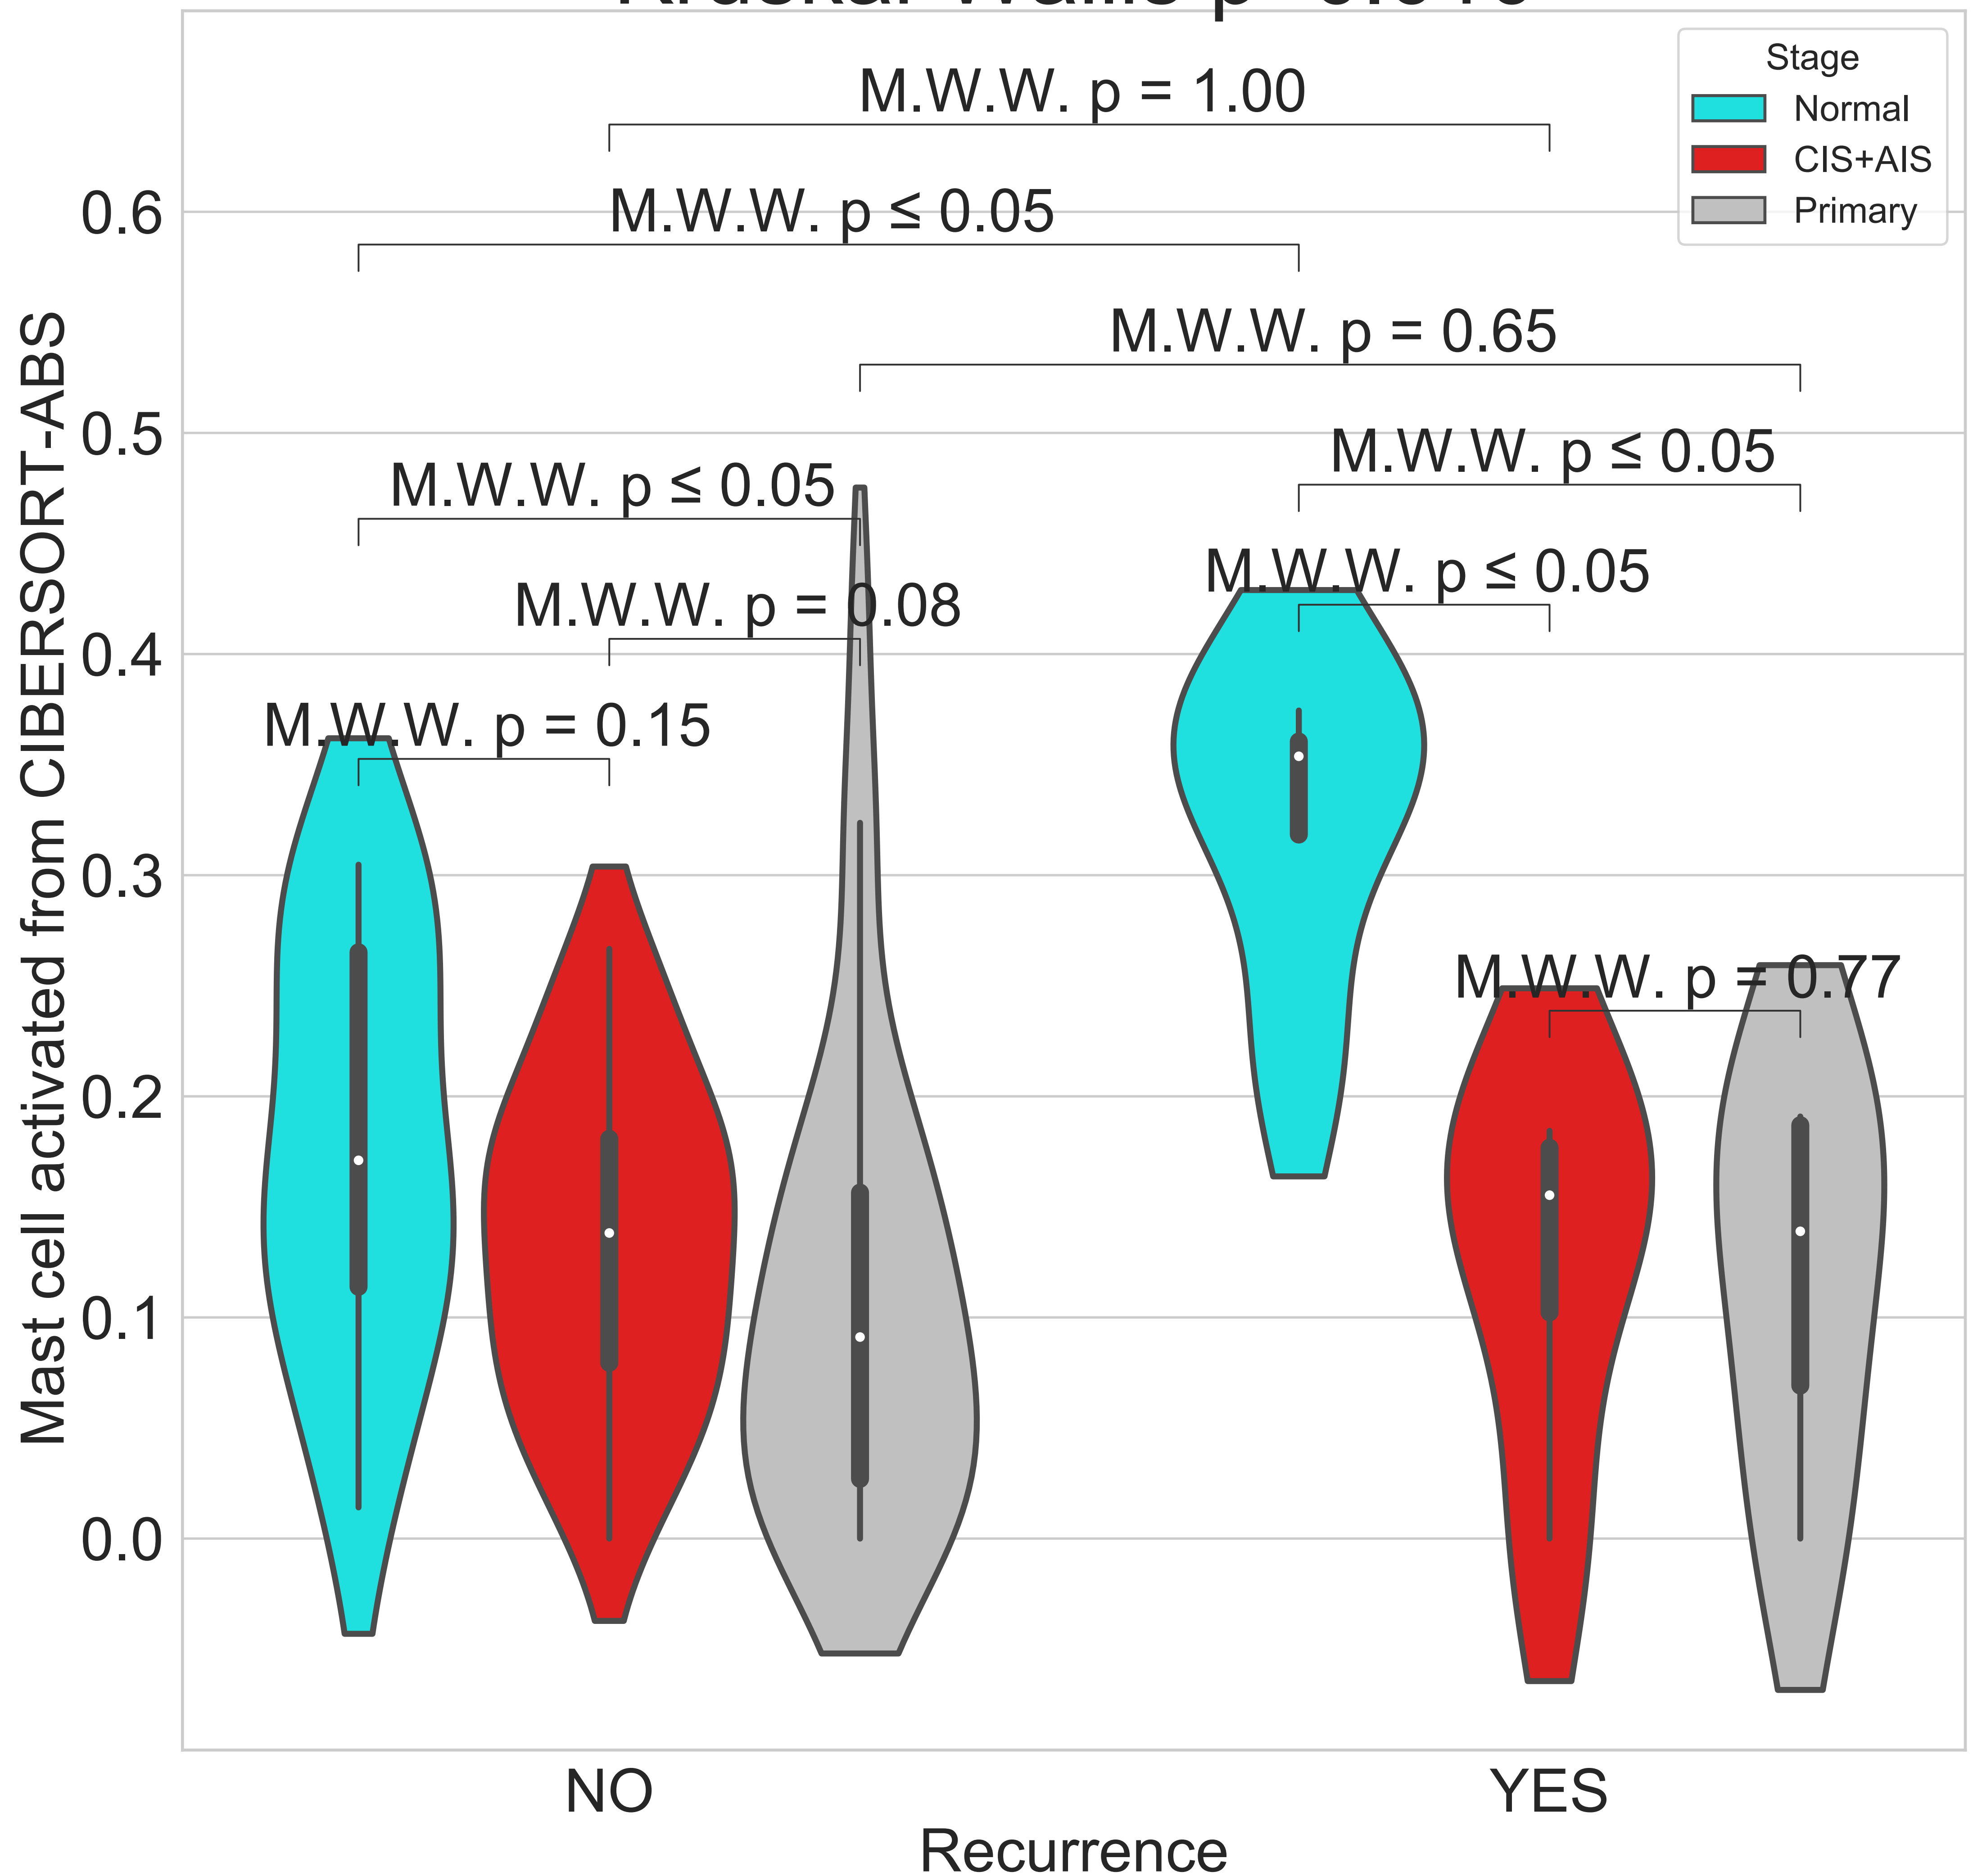 Stage
Normal
CIS+AIS
Primary
M.W.W. p = 1.00
M.W.W. p ≤ 0.05
M.W.W. p = 0.65
M.W.W. p ≤ 0.05
M.W.W. p ≤ 0.05
M.W.W. p ≤ 0.05
M.W.W. p = 0.08
M.W.W. p = 0.15
M.W.W. p = 0.77
Mast cell activated from CIBERSORT-ABS
0.6
0.5
0.4
0.3
0.2
0.1
0.0
NO
YES
Recurrence